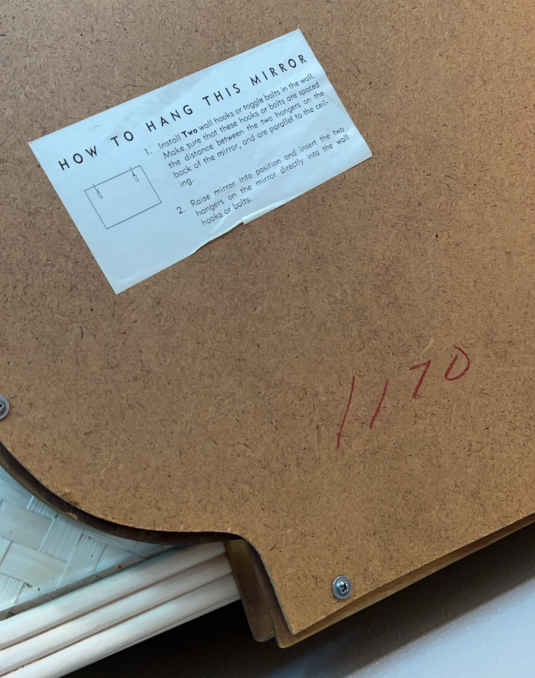 HOW TO HANG THIS MIRROR
1. Install Two wall hooks or toggle bolts in the wall.
Make sure that these hooks or bolts are spaced
the distance between the two hangers on the
back of the mirror, and are parallel to the ceil-
ing.
2. Raise mirror into position and insert the two
hangers on the mirror directly into the wall
hooks or bolts.
1170